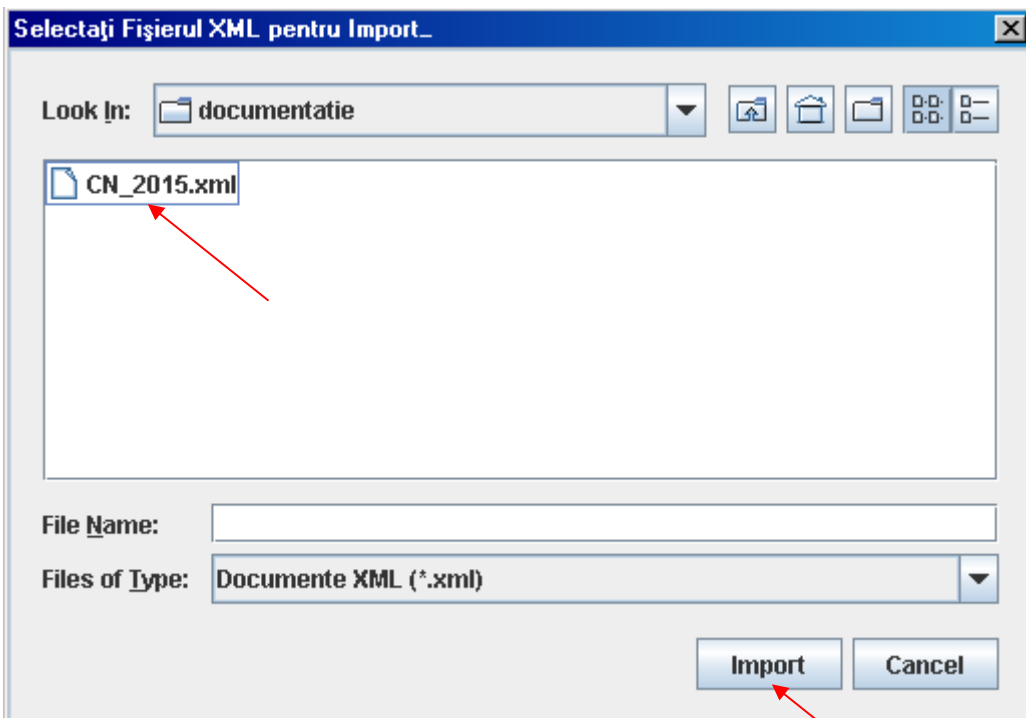 Selectaţi Fişierul XML pentru Import...
Look In: documentatie
CN_2015.xml
File Name:
Files of Type: Documente XML (*.xml)
Import Cancel